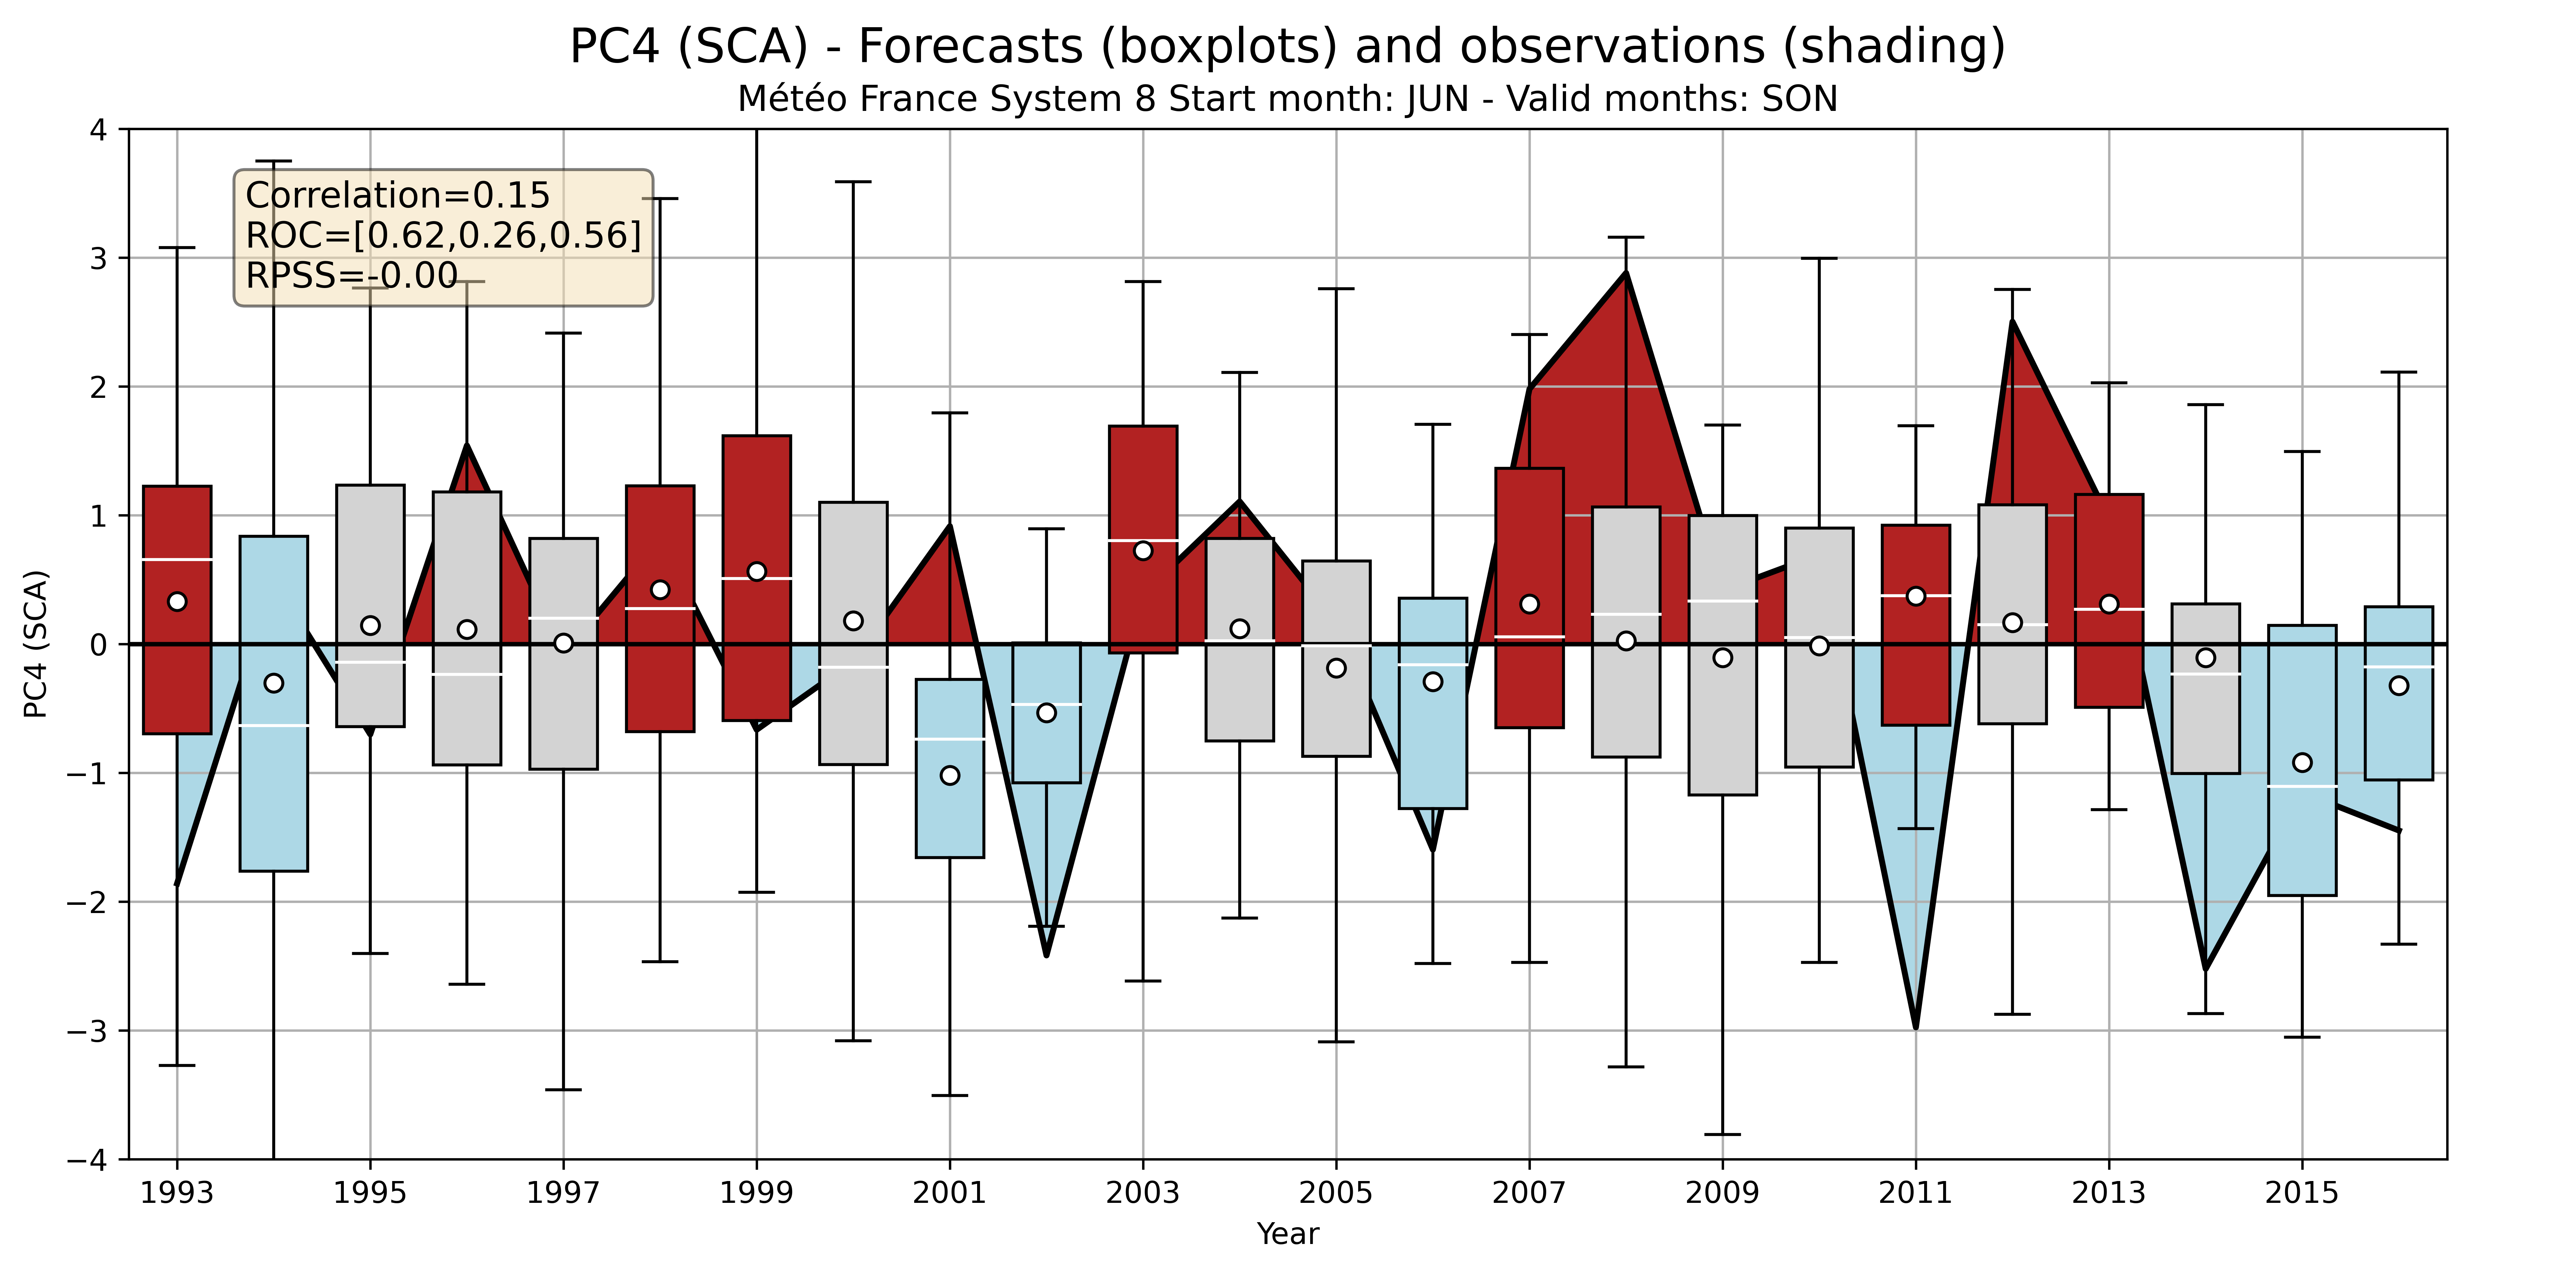 PC4 (SCA) - Forecasts (boxplots) and observations (shading)
Météo France System 8 Start month: JUN - Valid months: SON
Correlation=0.15
ROC=[0.62,0.26,0.56]
RPSS=-0.00
PC4 (SCA)
4
3
2
1
0
−1
−2
−3
−4
1993 1995 1997 1999 2001 2003 2005 2007 2009 2011 2013 2015
Year